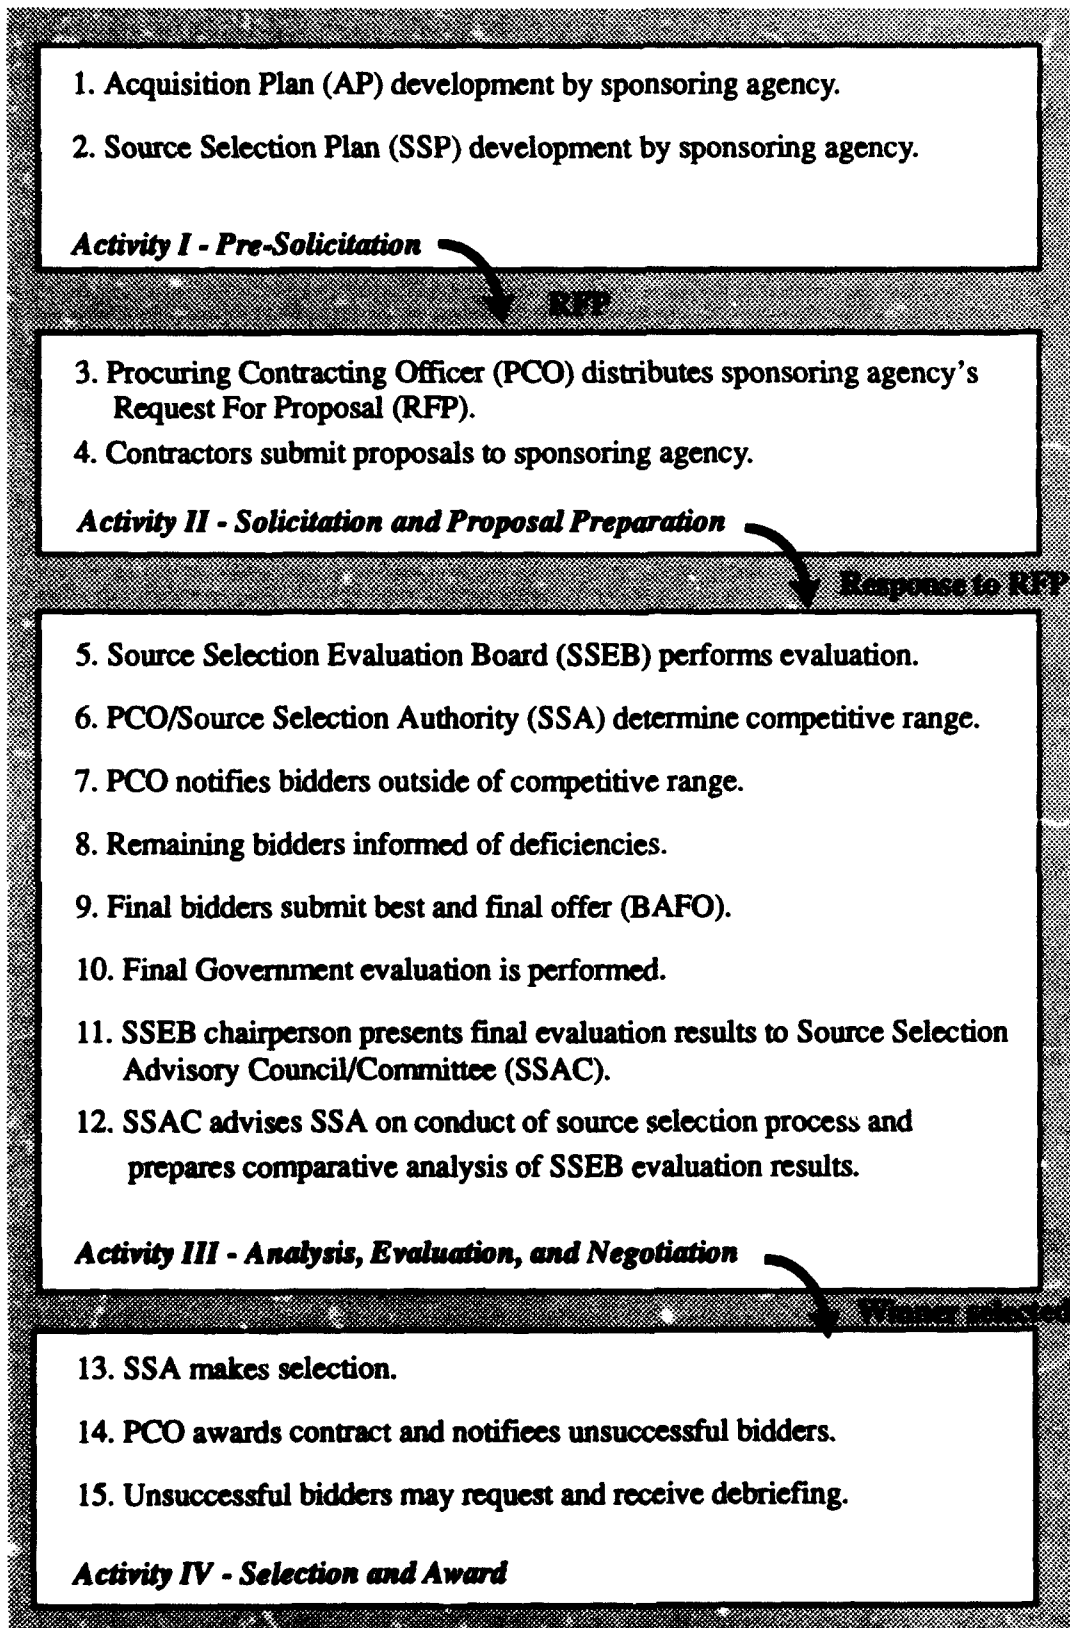 1. Acquisition Plan (AP) development by sponsoring agency.
2. Source Selection Plan (SSP) development by sponsoring agency.
Activity I - Pre-Solicitation
RFP
3. Procuring Contracting Officer (PCO) distributes sponsoring agency's
Request For Proposal (RFP).
4. Contractors submit proposals to sponsoring agency.
Activity II - Solicitation and Proposal Preparation
Response to RFP
5. Source Selection Evaluation Board (SSEB) performs evaluation.
6. PCO/Source Selection Authority (SSA) determine competitive range.
7. PCO notifies bidders outside of competitive range.
8. Remaining bidders informed of deficiencies.
9. Final bidders submit best and final offer (BAFO).
10. Final Government evaluation is performed.
11. SSEB chairperson presents final evaluation results to Source Selection
Advisory Council/Committee (SSAC).
12. SSAC advises SSA on conduct of source selection process and
prepares comparative analysis of SSEB evaluation results.
Activity III - Analysis, Evaluation, and Negotiation
Winner selected
13. SSA makes selection.
14. PCO awards contract and notifiees unsuccessful bidders.
15. Unsuccessful bidders may request and receive debriefing.
Activity IV - Selection and Award